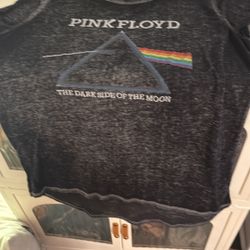 PINK FLOYD
THE DARK SIDE OF THE MOON